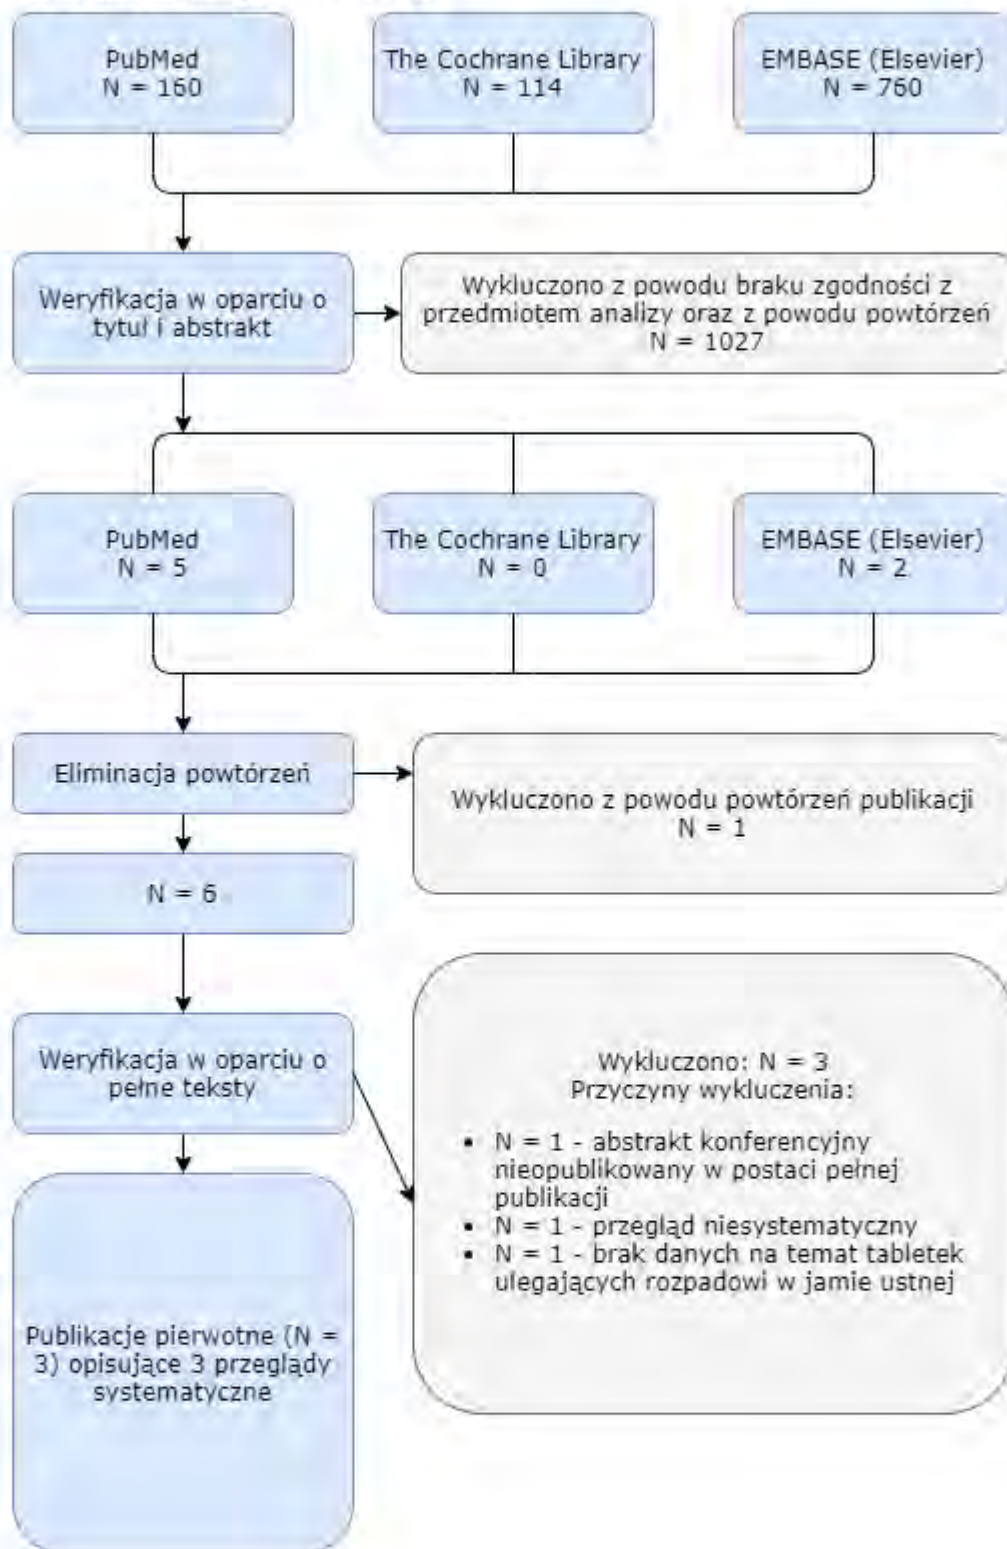 PubMed
N = 160
The Cochrane Library
N = 114
EMBASE (Elsevier)
N = 760
Weryfikacja w oparciu o
tytuł i abstrakt
Wykluczono z powodu braku zgodności z
przedmiotem analizy oraz z powodu powtórzeń
N = 1027
PubMed
N = 5
The Cochrane Library
N = 0
EMBASE (Elsevier)
N = 2
Eliminacja powtórzeń
Wykluczono z powodu powtórzeń publikacji
N = 1
N = 6
Weryfikacja w oparciu o
pełne teksty
Wykluczono: N = 3
Przyczyny wykluczenia:
• N = 1 - abstrakt konferencyjny
nieopublikowany w postaci pełnej
publikacji
• N = 1 - przegląd niesystematyczny
• N = 1 - brak danych na temat tabletek
ulegających rozpadowi w jamie ustnej
Publikacje pierwotne (N =
3) opisujące 3 przeglądy
systematyczne